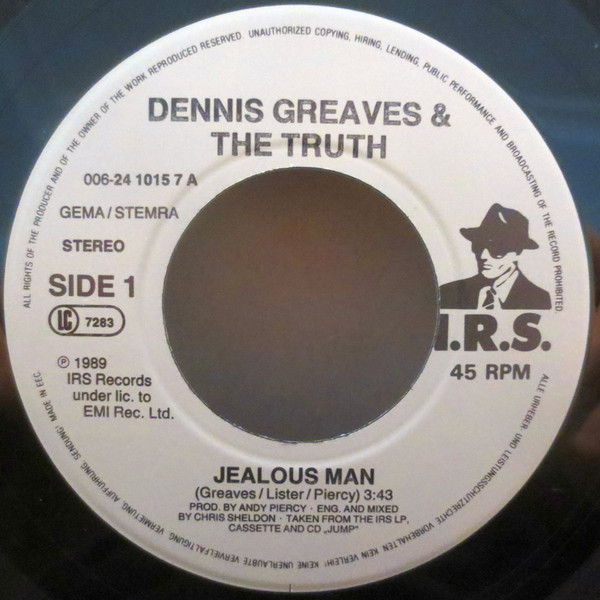 ALL RIGHTS OF THE PRODUCER AND OF THE OWNER OF THE WORK REPRODUCED RESERVED. UNAUTHORIZED COPYING, HIRING, LENDING, PUBLIC PERFORMANCE AND BROADCASTING OF THE RECORD PROHIBITED.
DENNIS GREAVES &
THE TRUTH
006-24 1015 7 A
GEMA/STEMRA
STEREO
SIDE 1
LC 7283
℗ 1989
IRS Records
under lic. to
EMI Rec. Ltd.
I.R.S.
45 RPM
JEALOUS MAN
(Greaves/Lister/Piercy) 3:43
PROD. BY ANDY PIERCY · ENG. AND MIXED
BY CHRIS SHELDON · TAKEN FROM THE IRS LP,
CASSETTE AND CD „JUMP“
ALLE URHEBER- UND LEISTUNGSSCHUTZRECHTE VORBEHALTEN. KEIN VERLEIH! KEINE UNERLAUBTE VERVIELFÄLTIGUNG, VERMIETUNG, AUFFÜHRUNG, SENDUNG! MADE IN EEC.